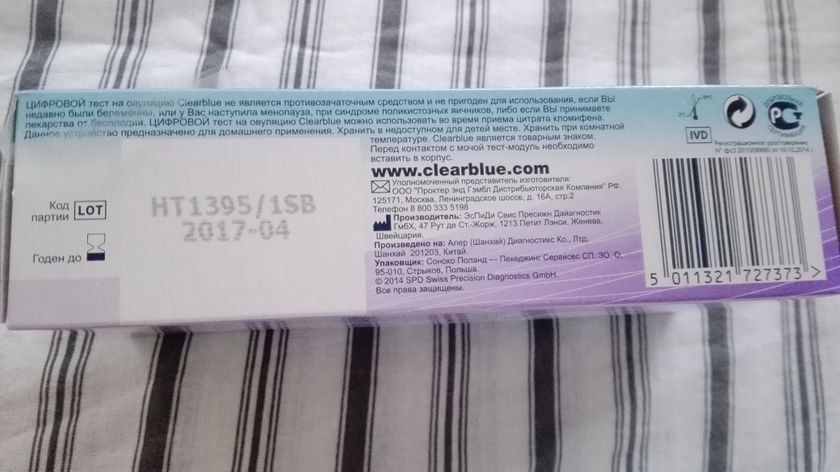 ЦИФРОВОЙ тест на овуляцию Clearblue не является противозачаточным средством и не пригоден для использования, если ВЫ
недавно были беременны, или у Вас наступила менопауза, при синдроме поликистозных яичников, либо если ВЫ принимаете
лекарства от бесплодия. ЦИФРОВОЙ тест на овуляцию Clearblue можно использовать во время приема цитрата кломифена.
Данное устройство предназначено для домашнего применения. Хранить в недоступном для детей месте. Хранить при комнатной
температуре. Clearblue является товарным знаком.
Перед контактом с мочой тест-модуль необходимо
вставить в корпус.
www.clearblue.com
Уполномоченный представитель изготовителя:
ООО "Проктер энд Гэмбл Дистрибьюторская Компания" РФ,
125171, Москва, Ленинградское шоссе, д. 16А, стр.2
Телефон 8 800 333 5198
Производитель: ЭсПиДи Свис Пресижн Дайагностик
ГмбХ, 47 Рут де Ст.-Жорж, 1213 Петит Лэнси, Женева,
Швейцария.
Произведено на: Алер (Шанхай) Диагностикс Ко., Лтд.
Шанхай 201203, Китай.
Упаковщик: Соноко Поланд — Пекеджинг Сервисес СП. ЗО. О,
95-010, Стрыков, Польша.
© 2014 SPD Swiss Precision Diagnostics GmbH.
Все права защищены.
Код
партии LOT
Годен до
HT1395/1SB
2017-04
IVD
Регистрационное удостоверение
5 011321 727373 >